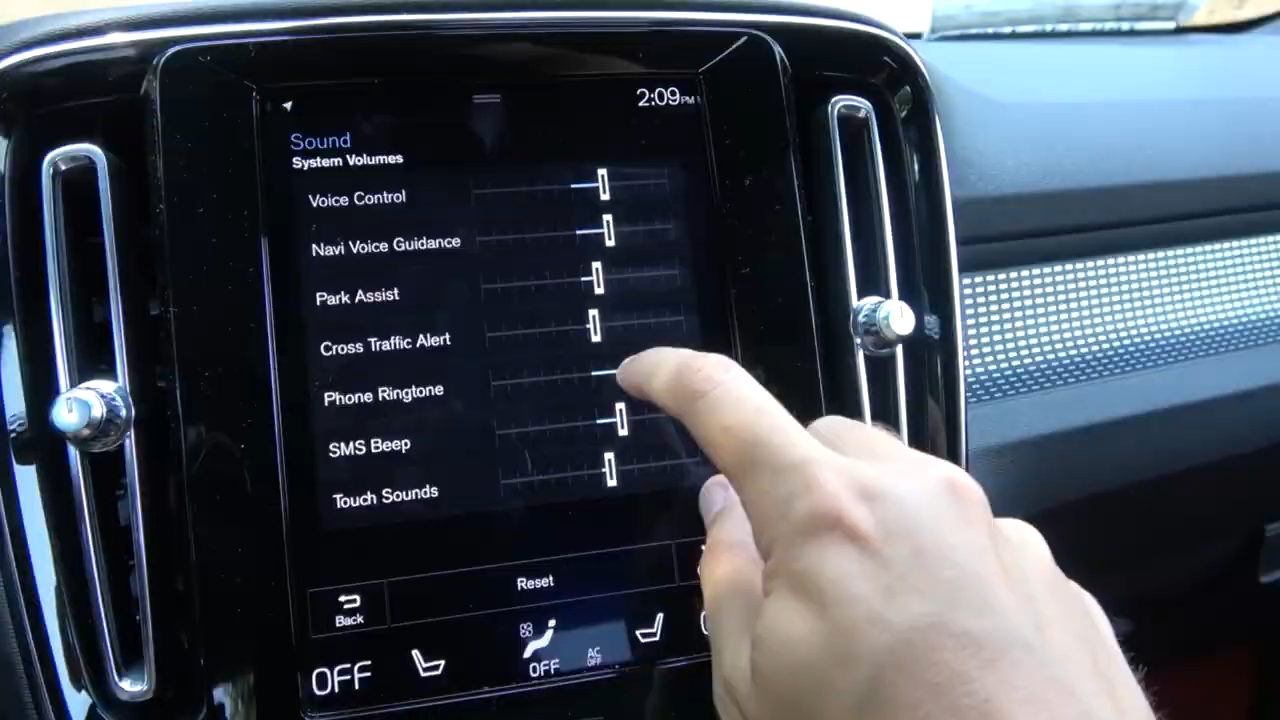 2:09PM
Sound
System Volumes
Voice Control
Navi Voice Guidance
Park Assist
Cross Traffic Alert
Phone Ringtone
SMS Beep
Touch Sounds
Reset
Back
OFF
OFF
AC
OFF